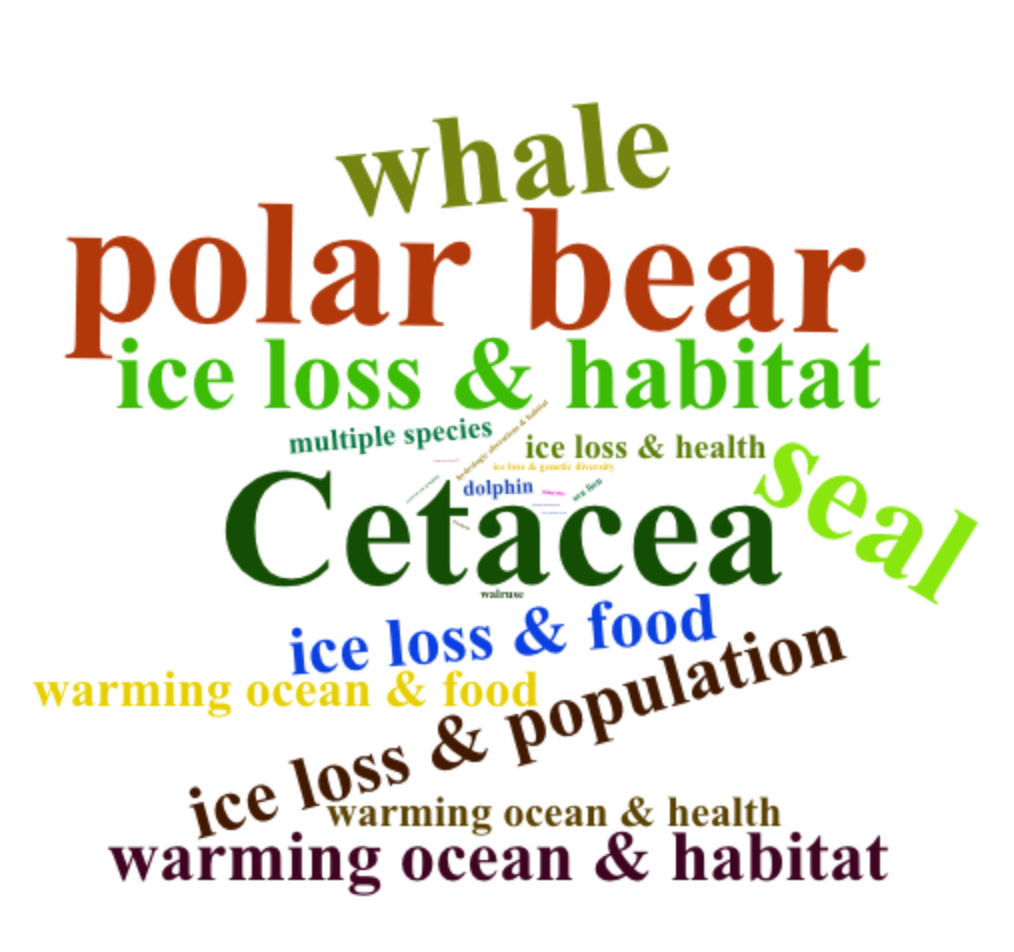 whale
polar bear
ice loss & habitat
multiple species
hydrologic alterations & habitat
ice loss & health
ice loss & genetic diversity
seal
dolphin
sea lion
Cetacea
walruse
ice loss & food
warming ocean & food
ice loss & population
warming ocean & health
warming ocean & habitat